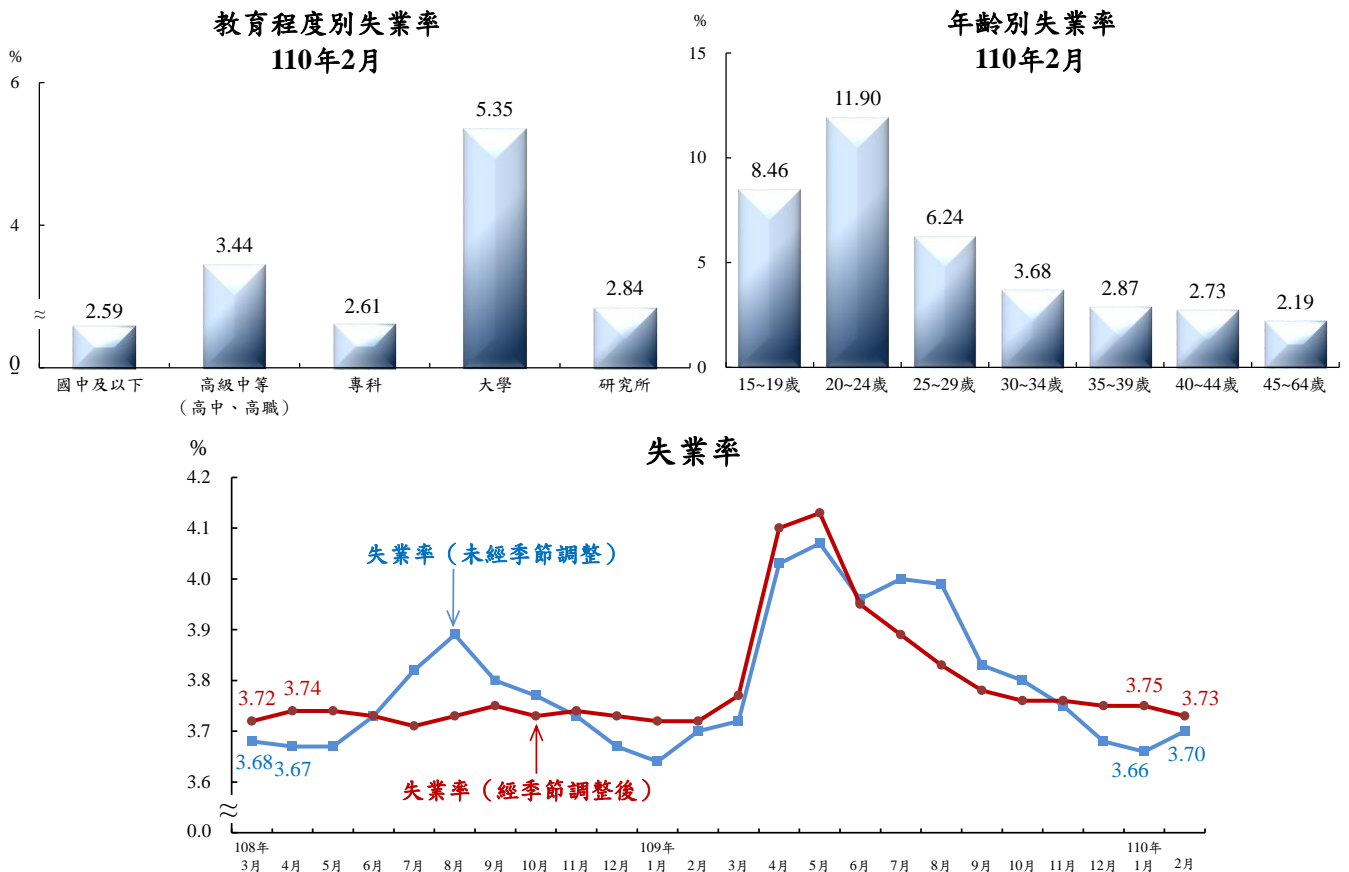 教育程度別失業率
110年2月
%
6
4
≈
0
2.59
3.44
2.61
5.35
2.84
國中及以下
高級中等
（高中、高職）
專科
大學
研究所
年齡別失業率
110年2月
%
15
10
5
0
8.46
11.90
6.24
3.68
2.87
2.73
2.19
15~19歲
20~24歲
25~29歲
30~34歲
35~39歲
40~44歲
45~64歲
失業率
%
4.2
4.1
4.0
3.9
3.8
3.7
3.6
≈
0.0
失業率（未經季節調整）
失業率（經季節調整後）
3.72
3.74
3.75
3.73
3.68
3.67
3.66
3.70
108年
3月
4月
5月
6月
7月
8月
9月
10月
11月
12月
109年
1月
2月
3月
4月
5月
6月
7月
8月
9月
10月
11月
12月
110年
1月
2月